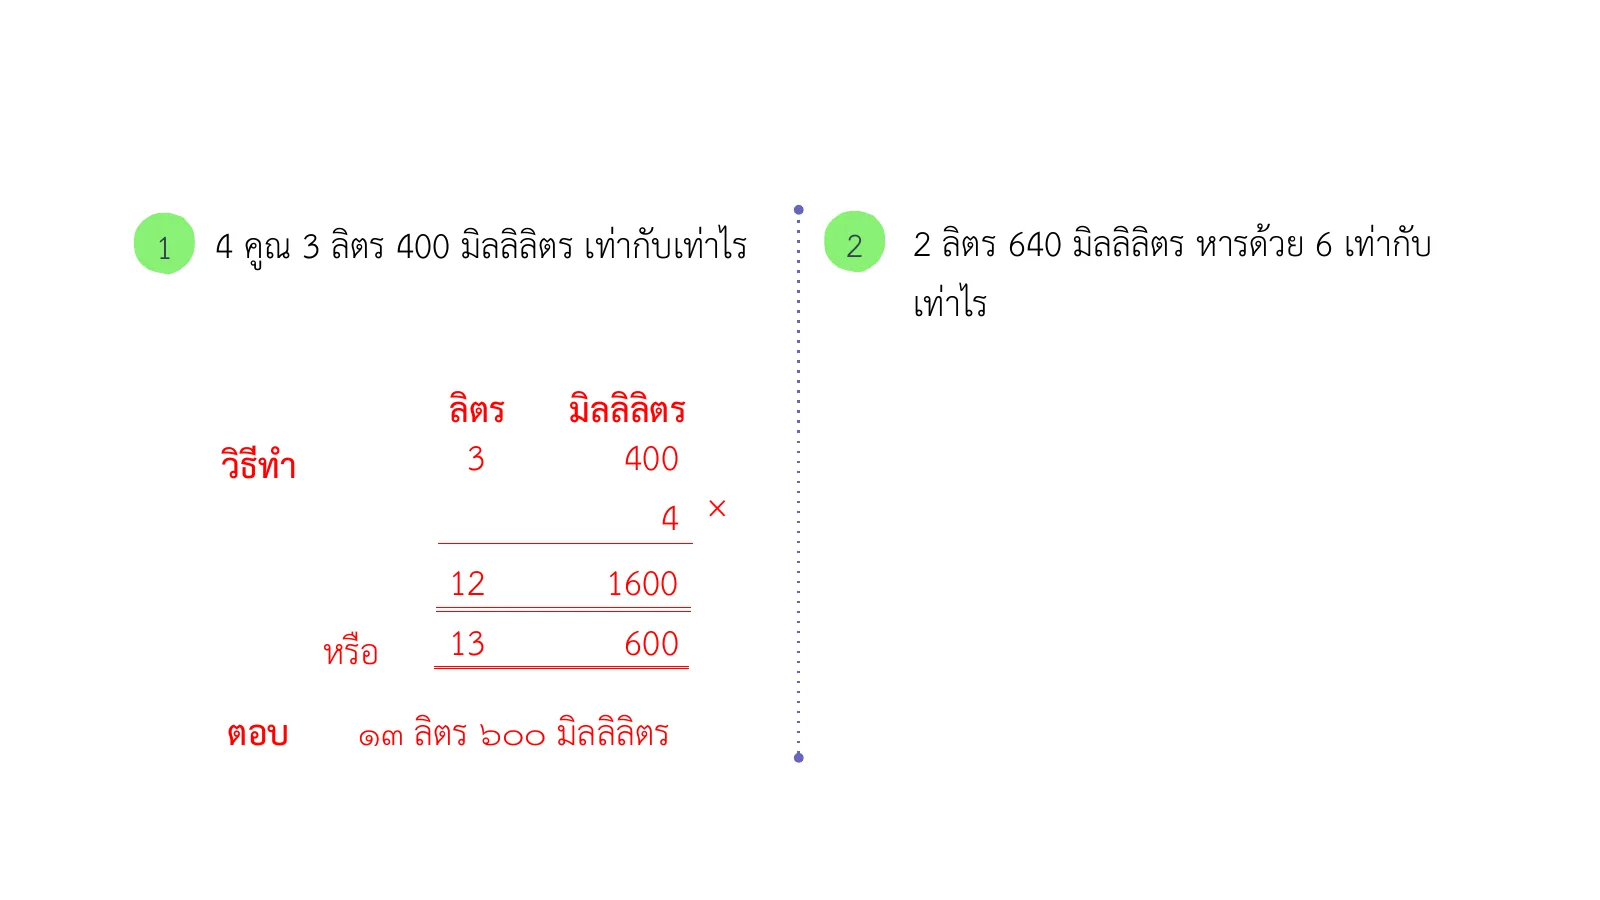 1 4 คูณ 3 ลิตร 400 มิลลิลิตร เท่ากับเท่าไร
ลิตร มิลลิลิตร
วิธีทำ 3 400
4 ×
12 1600
หรือ 13 600
ตอบ ๑๓ ลิตร ๖๐๐ มิลลิลิตร
2 2 ลิตร 640 มิลลิลิตร หารด้วย 6 เท่ากับ
เท่าไร